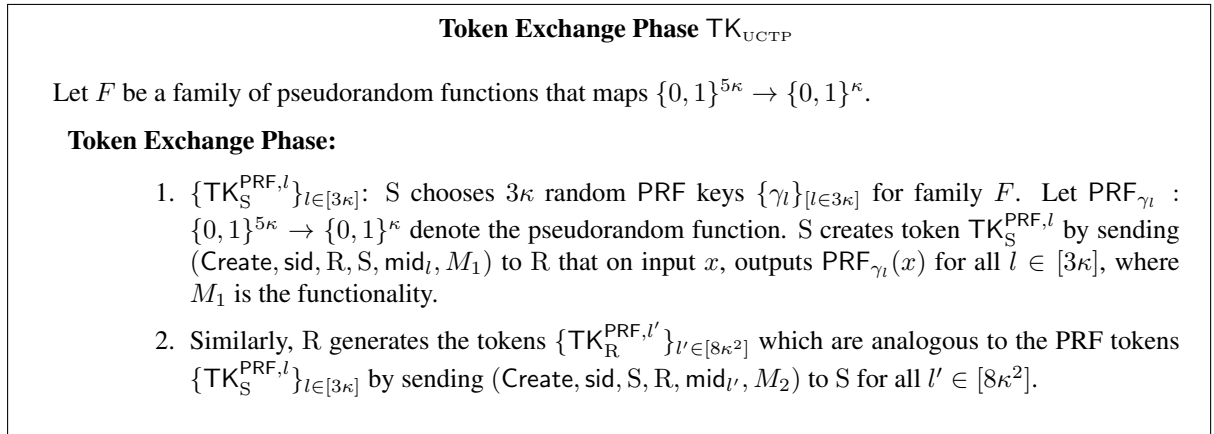 Token Exchange Phase TK_UCTP
Let F be a family of pseudorandom functions that maps {0, 1}^{5κ} → {0, 1}^κ.
Token Exchange Phase:
1. {TK_S^{PRF,l}}_{l∈[3κ]}: S chooses 3κ random PRF keys {γ_l}_{[l∈3κ]} for family F. Let PRF_{γ_l} :
{0, 1}^{5κ} → {0, 1}^κ denote the pseudorandom function. S creates token TK_S^{PRF,l} by sending
(Create, sid, R, S, mid_l, M_1) to R that on input x, outputs PRF_{γ_l}(x) for all l ∈ [3κ], where
M_1 is the functionality.
2. Similarly, R generates the tokens {TK_R^{PRF,l'}}_{l'∈[8κ^2]} which are analogous to the PRF tokens
{TK_S^{PRF,l}}_{l∈[3κ]} by sending (Create, sid, S, R, mid_{l'}, M_2) to S for all l' ∈ [8κ^2].